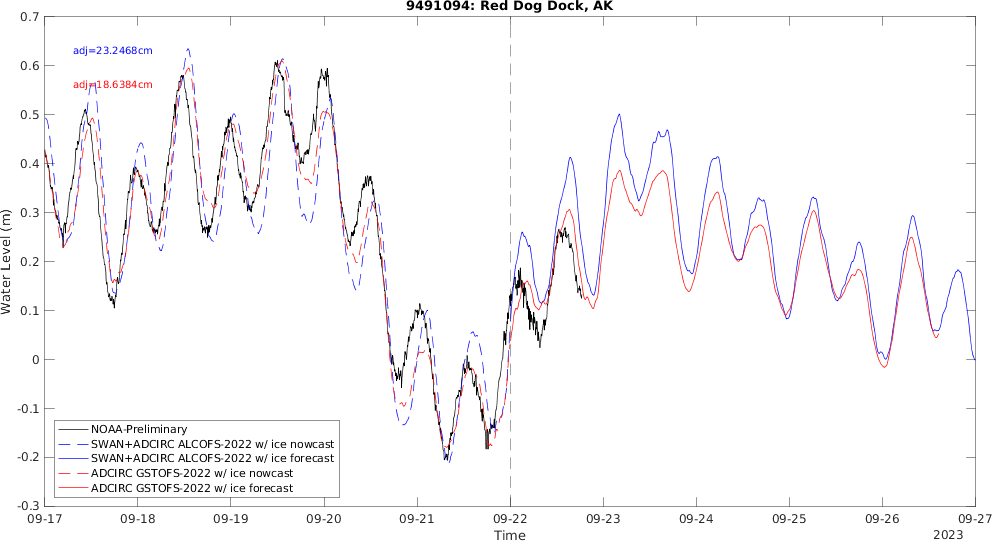 9491094: Red Dog Dock, AK
0.7
0.6
0.5
0.4
0.3
0.2
0.1
0
-0.1
-0.2
-0.3
Water Level (m)
adj=23.2468cm
adj=18.6384cm
NOAA-Preliminary
SWAN+ADCIRC ALCOFS-2022 w/ ice nowcast
SWAN+ADCIRC ALCOFS-2022 w/ ice forecast
ADCIRC GSTOFS-2022 w/ ice nowcast
ADCIRC GSTOFS-2022 w/ ice forecast
09-17 09-18 09-19 09-20 09-21 09-22 09-23 09-24 09-25 09-26 09-27
Time 2023